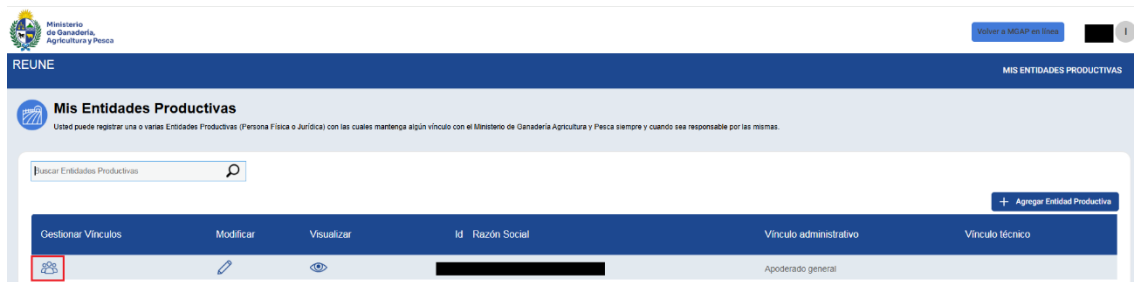 Ministerio
de Ganadería,
Agricultura y Pesca
Volver a MGAP en línea
I
REUNE
MIS ENTIDADES PRODUCTIVAS
Mis Entidades Productivas
Usted puede registrar una o varias Entidades Productivas (Persona Física o Jurídica) con las cuales mantenga algún vínculo con el Ministerio de Ganadería Agricultura y Pesca siempre y cuando sea responsable por las mismas.
Buscar Entidades Productivas
+ Agregar Entidad Productiva
Gestionar Vínculos Modificar Visualizar Id Razón Social Vínculo administrativo Vínculo técnico
Apoderado general